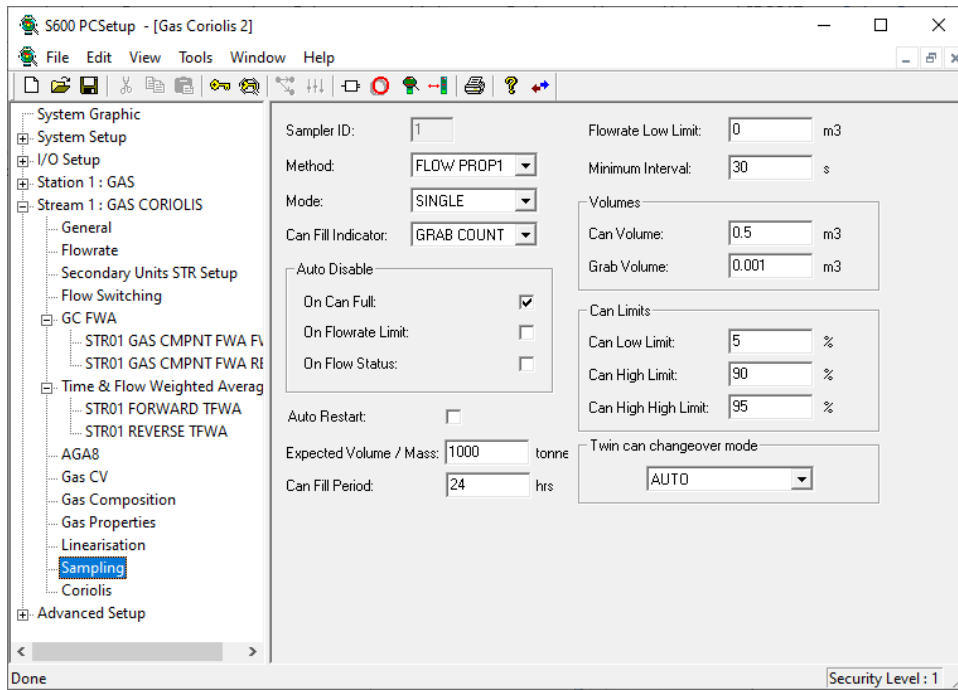 S600 PCSetup - [Gas Coriolis 2]
File Edit View Tools Window Help
System Graphic
System Setup
I/O Setup
Station 1 : GAS
Stream 1 : GAS CORIOLIS
General
Flowrate
Secondary Units STR Setup
Flow Switching
GC FWA
STR01 GAS CMPNT FWA FV
STR01 GAS CMPNT FWA RE
Time & Flow Weighted Averag
STR01 FORWARD TFWA
STR01 REVERSE TFWA
AGA8
Gas CV
Gas Composition
Gas Properties
Linearisation
Sampling
Coriolis
Advanced Setup
Sampler ID: 1
Method: FLOW PROP1
Mode: SINGLE
Can Fill Indicator: GRAB COUNT
Auto Disable
On Can Full:
On Flowrate Limit:
On Flow Status:
Auto Restart:
Expected Volume / Mass: 1000 tonne
Can Fill Period: 24 hrs
Flowrate Low Limit: 0 m3
Minimum Interval: 30 s
Volumes
Can Volume: 0.5 m3
Grab Volume: 0.001 m3
Can Limits
Can Low Limit: 5 %
Can High Limit: 90 %
Can High High Limit: 95 %
Twin can changeover mode
AUTO
Done
Security Level : 1